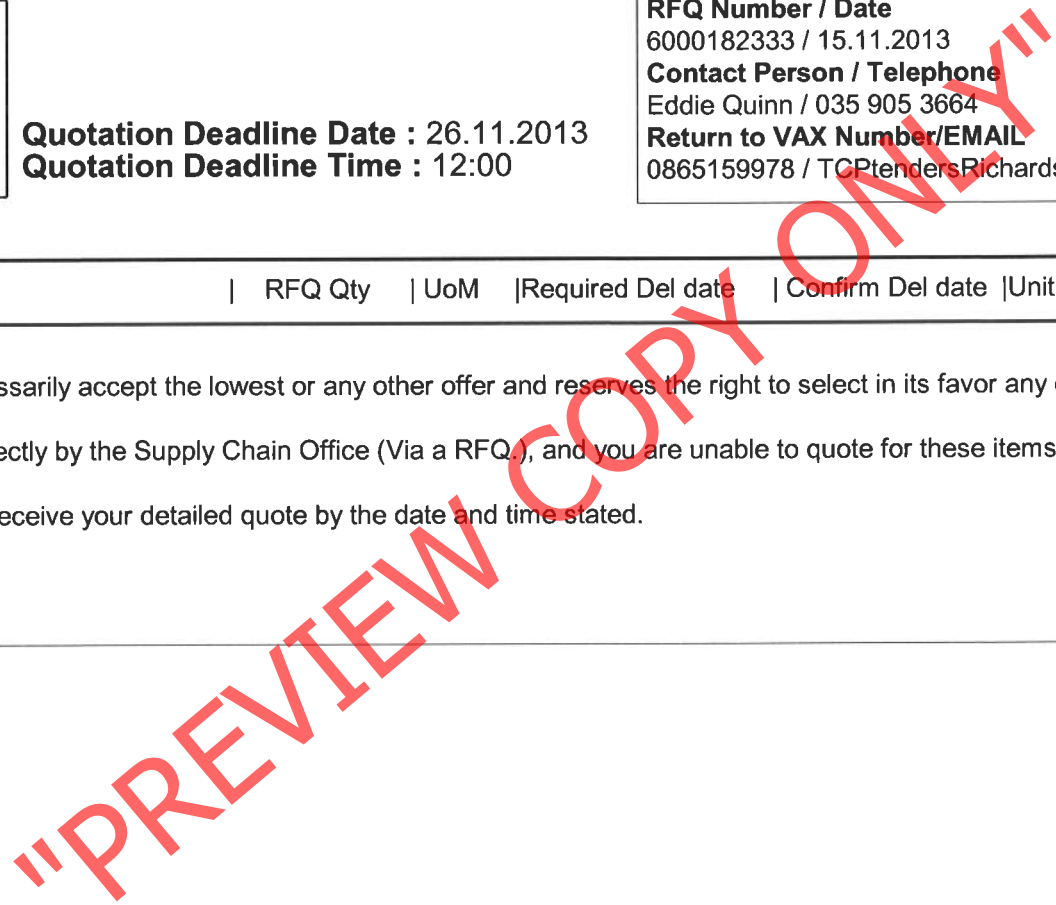 RFQ Number / Date
6000182333 / 15.11.2013
Contact Person / Telephone
Eddie Quinn / 035 905 3664
Return to VAX Number/EMAIL
0865159978 / TCPtendersRichards
Quotation Deadline Date : 26.11.2013
Quotation Deadline Time : 12:00
| RFQ Qty | UoM |Required Del date | Confirm Del date |Unit
ssarily accept the lowest or any other offer and reserves the right to select in its favor any
ectly by the Supply Chain Office (Via a RFQ.), and you are unable to quote for these items
eceive your detailed quote by the date and time stated.
"PREVIEW COPY ONLY"